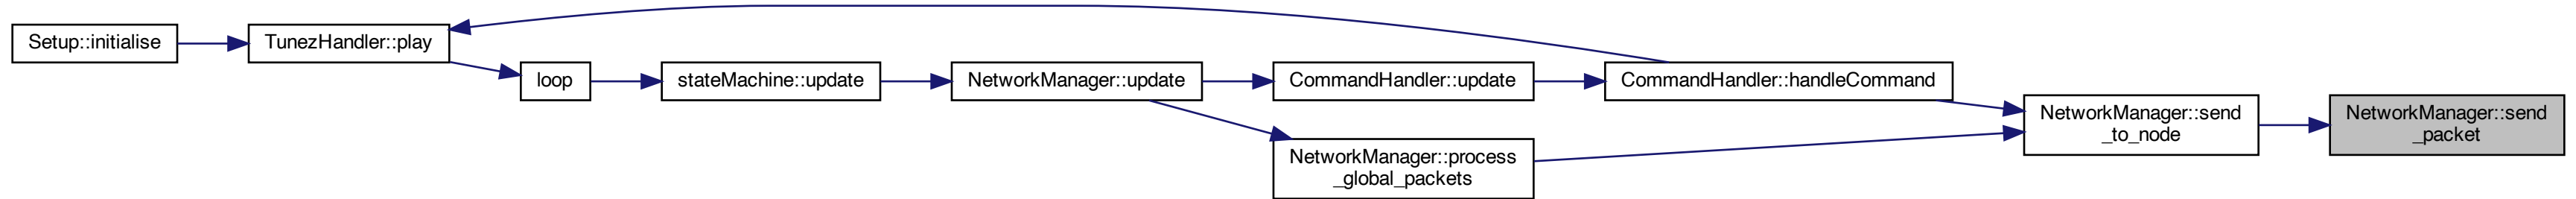 Setup::initialise
TunezHandler::play
loop
stateMachine::update
NetworkManager::update
CommandHandler::update
CommandHandler::handleCommand
NetworkManager::process
_global_packets
NetworkManager::send
_to_node
NetworkManager::send
_packet